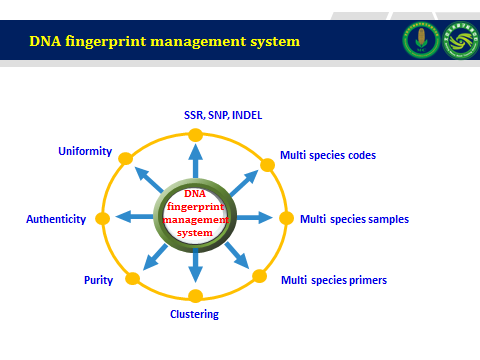 DNA fingerprint management system
SSR, SNP, INDEL
Uniformity
Multi species codes
DNA
fingerprint
management
system
Authenticity
Multi species samples
Purity
Multi species primers
Clustering